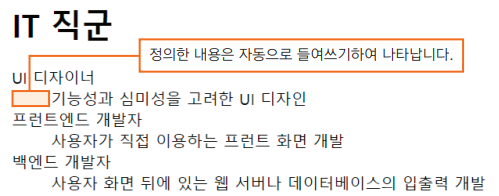 IT 직군
정의한 내용은 자동으로 들여쓰기하여 나타납니다.
UI 디자이너
기능성과 심미성을 고려한 UI 디자인
프런트엔드 개발자
사용자가 직접 이용하는 프런트 화면 개발
백엔드 개발자
사용자 화면 뒤에 있는 웹 서버나 데이터베이스의 입출력 개발